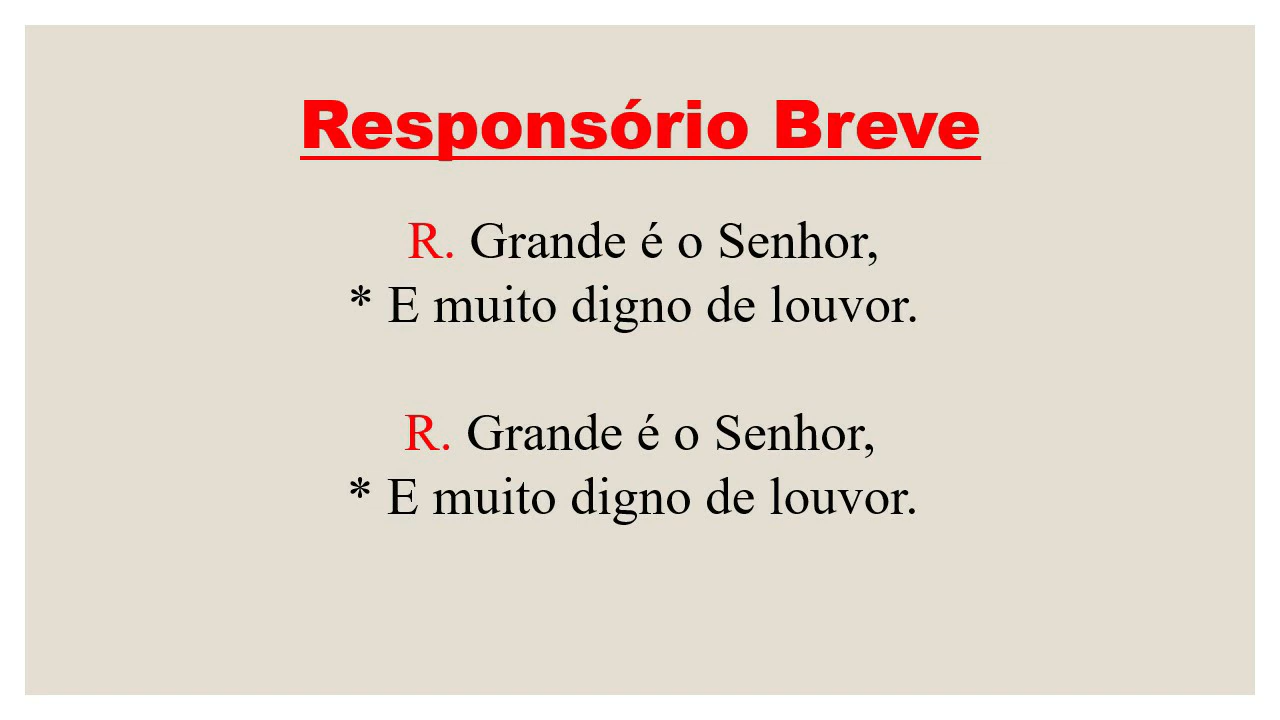 Responsório Breve
R. Grande é o Senhor,
* E muito digno de louvor.
R. Grande é o Senhor,
* E muito digno de louvor.